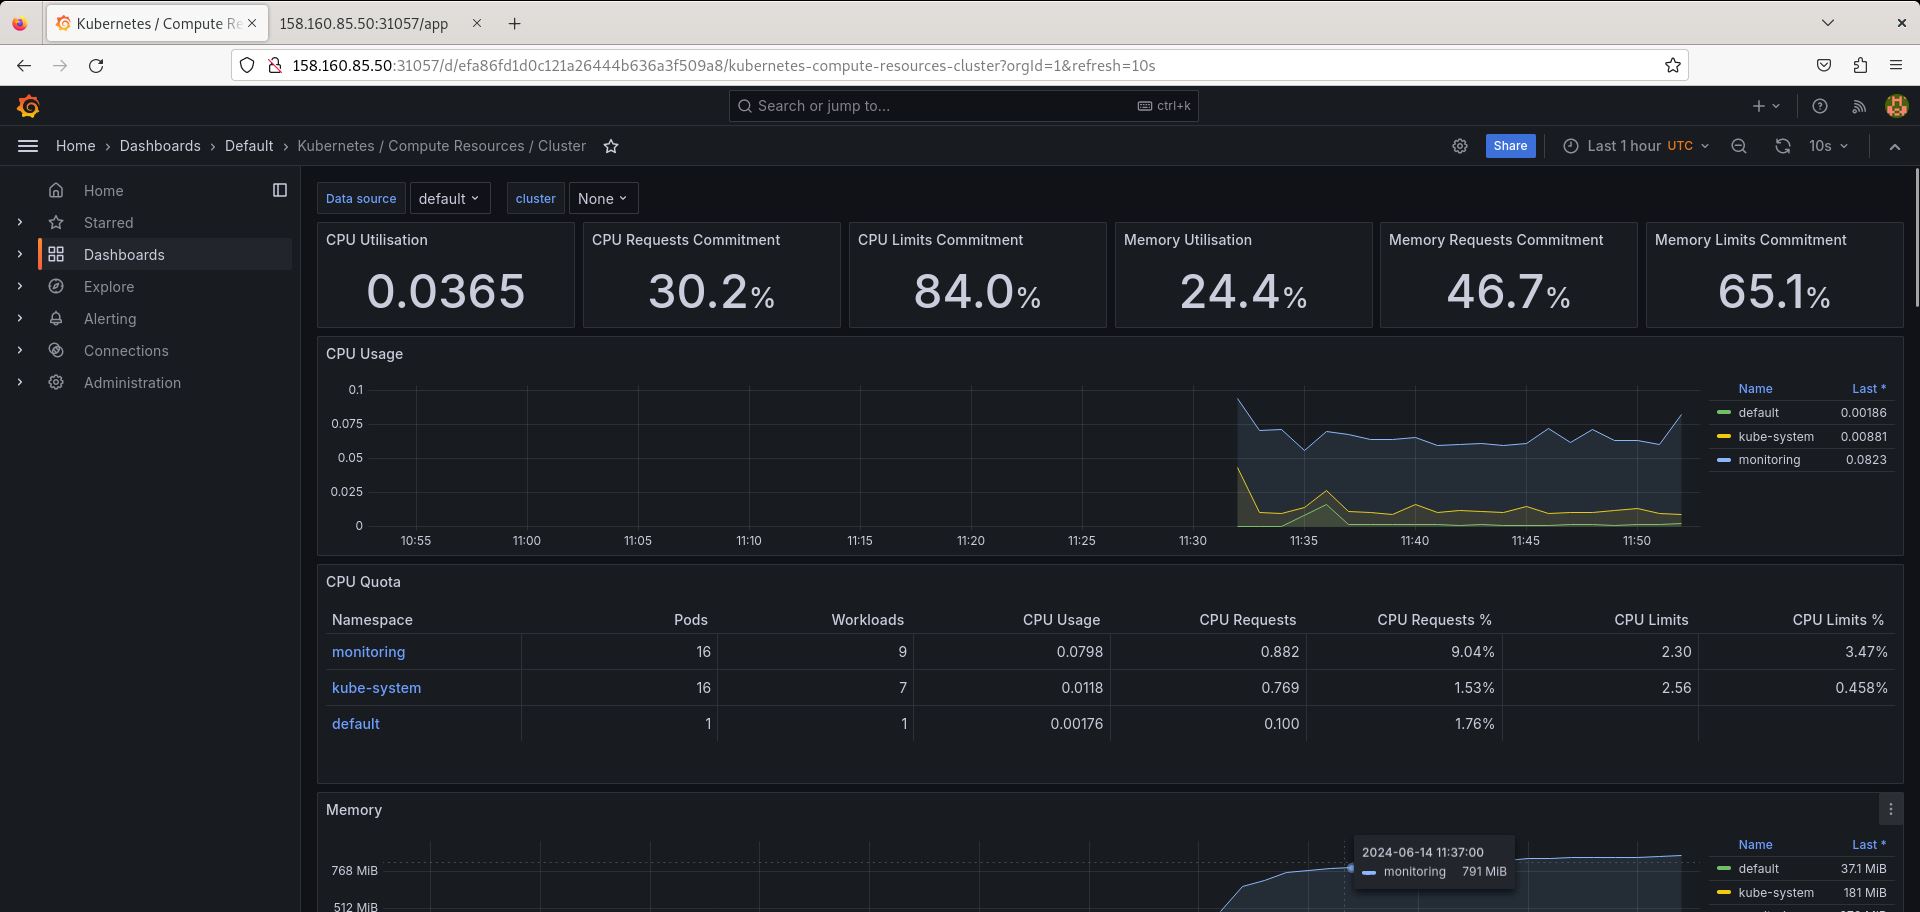 Kubernetes / Compute Re
158.160.85.50:31057/app
158.160.85.50:31057/d/efa86fd1d0c121a26444b636a3f509a8/kubernetes-compute-resources-cluster?orgId=1&refresh=10s
Search or jump to... ctrl+k
Home › Dashboards › Default › Kubernetes / Compute Resources / Cluster
Share Last 1 hour UTC 10s
Home
Starred
Dashboards
Explore
Alerting
Connections
Administration
Data source default cluster None
CPU Utilisation
0.0365
CPU Requests Commitment
30.2%
CPU Limits Commitment
84.0%
Memory Utilisation
24.4%
Memory Requests Commitment
46.7%
Memory Limits Commitment
65.1%
CPU Usage
0.1
0.075
0.05
0.025
0
10:55 11:00 11:05 11:10 11:15 11:20 11:25 11:30 11:35 11:40 11:45 11:50
Name Last *
default 0.00186
kube-system 0.00881
monitoring 0.0823
CPU Quota
Namespace Pods Workloads CPU Usage CPU Requests CPU Requests % CPU Limits CPU Limits %
monitoring 16 9 0.0798 0.882 9.04% 2.30 3.47%
kube-system 16 7 0.0118 0.769 1.53% 2.56 0.458%
default 1 1 0.00176 0.100 1.76%
Memory
768 MiB
512 MiB
2024-06-14 11:37:00
monitoring 791 MiB
Name Last *
default 37.1 MiB
kube-system 181 MiB